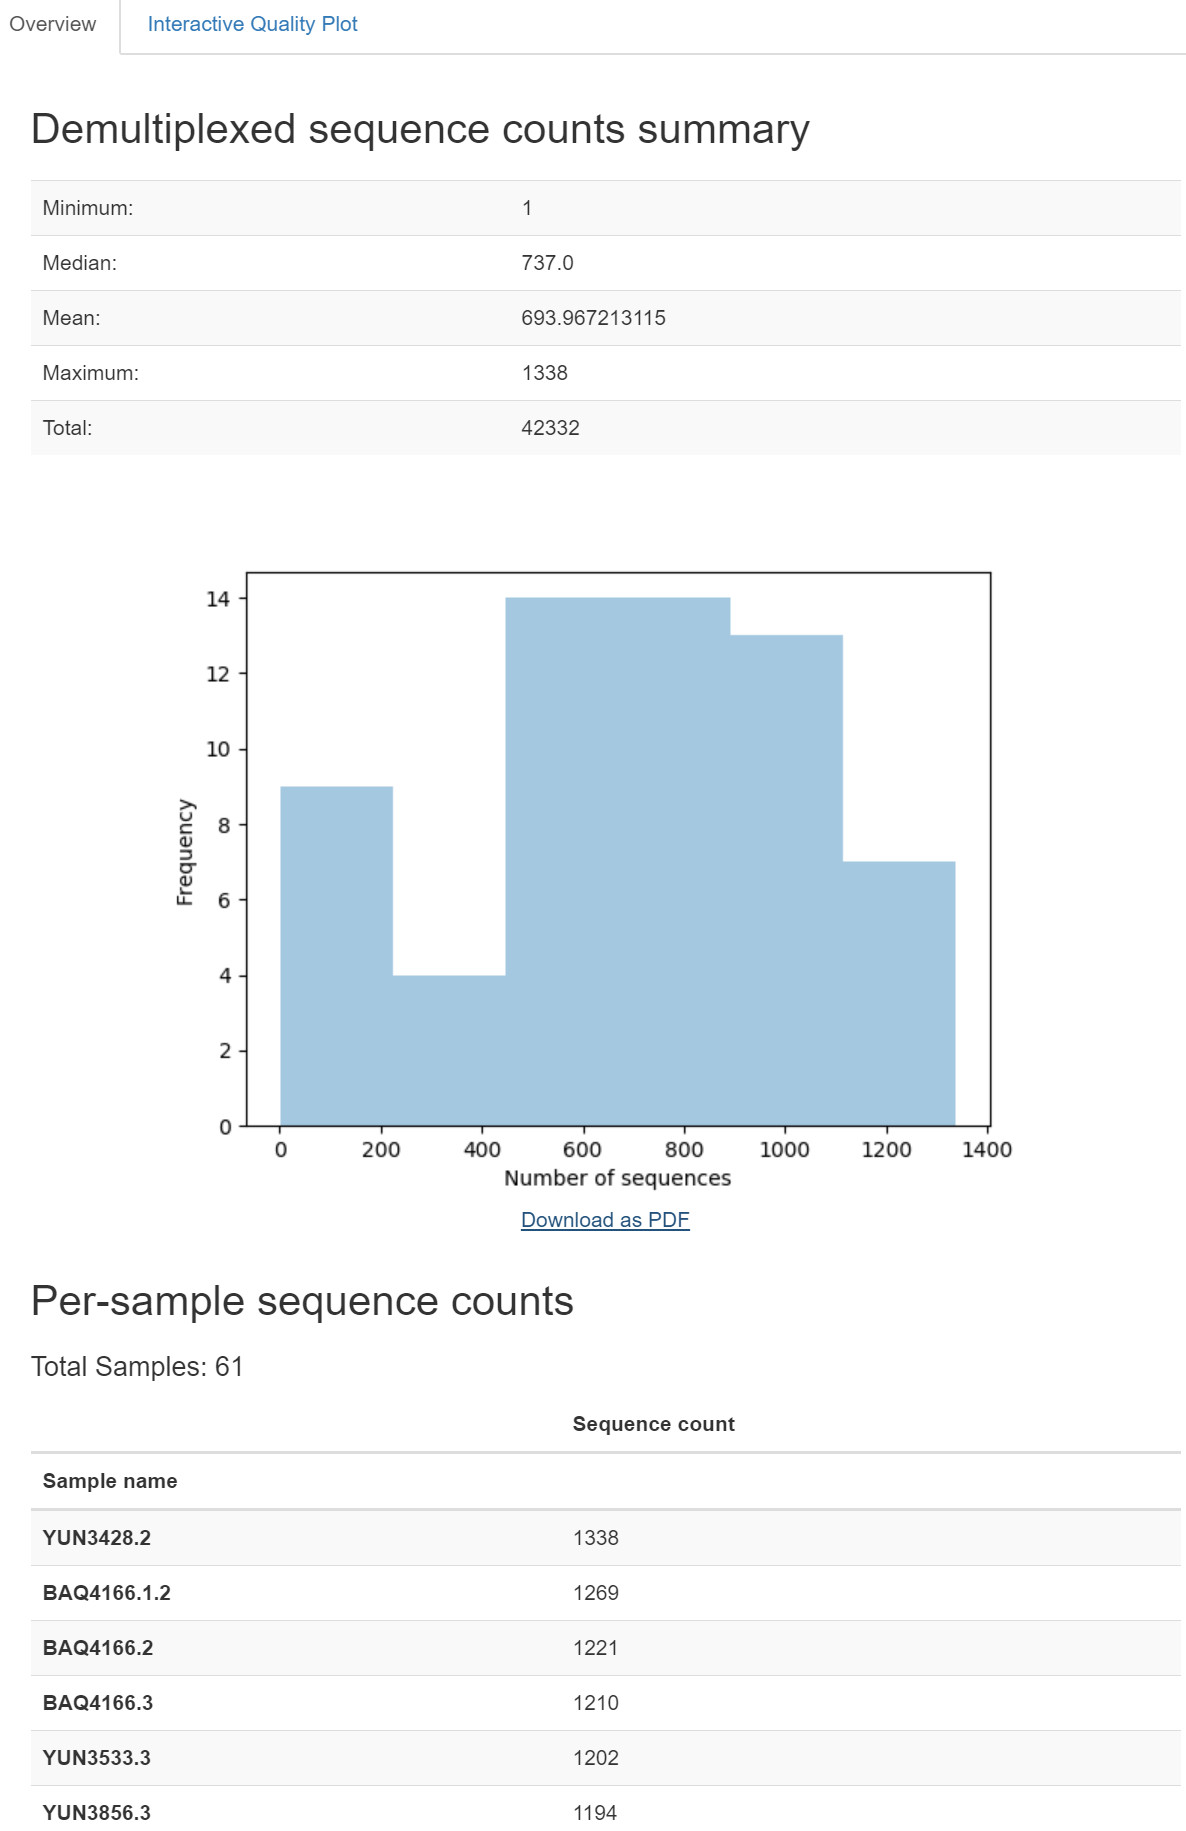 Overview Interactive Quality Plot
Demultiplexed sequence counts summary
Minimum: 1
Median: 737.0
Mean: 693.967213115
Maximum: 1338
Total: 42332
14
12
10
8
6
4
2
0
Frequency
0 200 400 600 800 1000 1200 1400
Number of sequences
Download as PDF
Per-sample sequence counts
Total Samples: 61
Sequence count
Sample name
YUN3428.2 1338
BAQ4166.1.2 1269
BAQ4166.2 1221
BAQ4166.3 1210
YUN3533.3 1202
YUN3856.3 1194